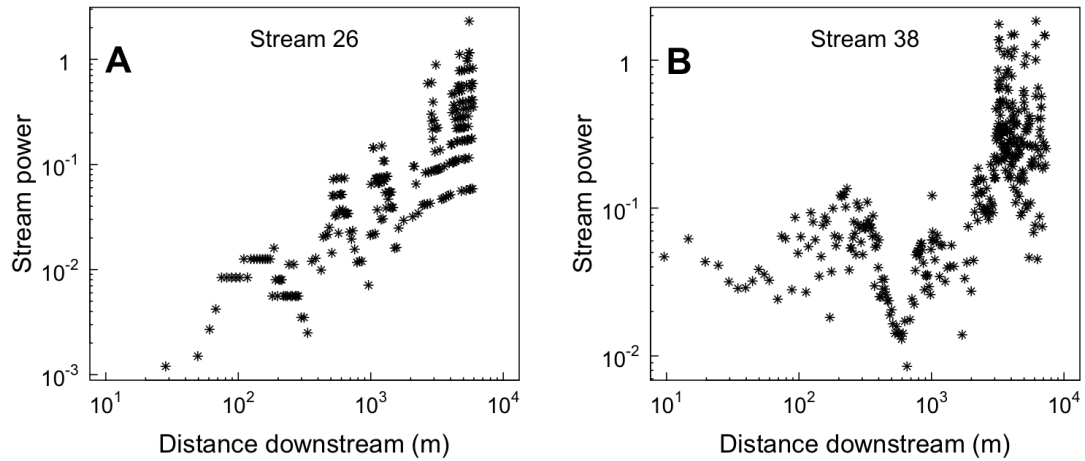 A
Stream 26
Stream power
1
10^-1
10^-2
10^-3
10^1
10^2
10^3
10^4
Distance downstream (m)
B
Stream 38
Stream power
1
10^-1
10^-2
10^1
10^2
10^3
10^4
Distance downstream (m)